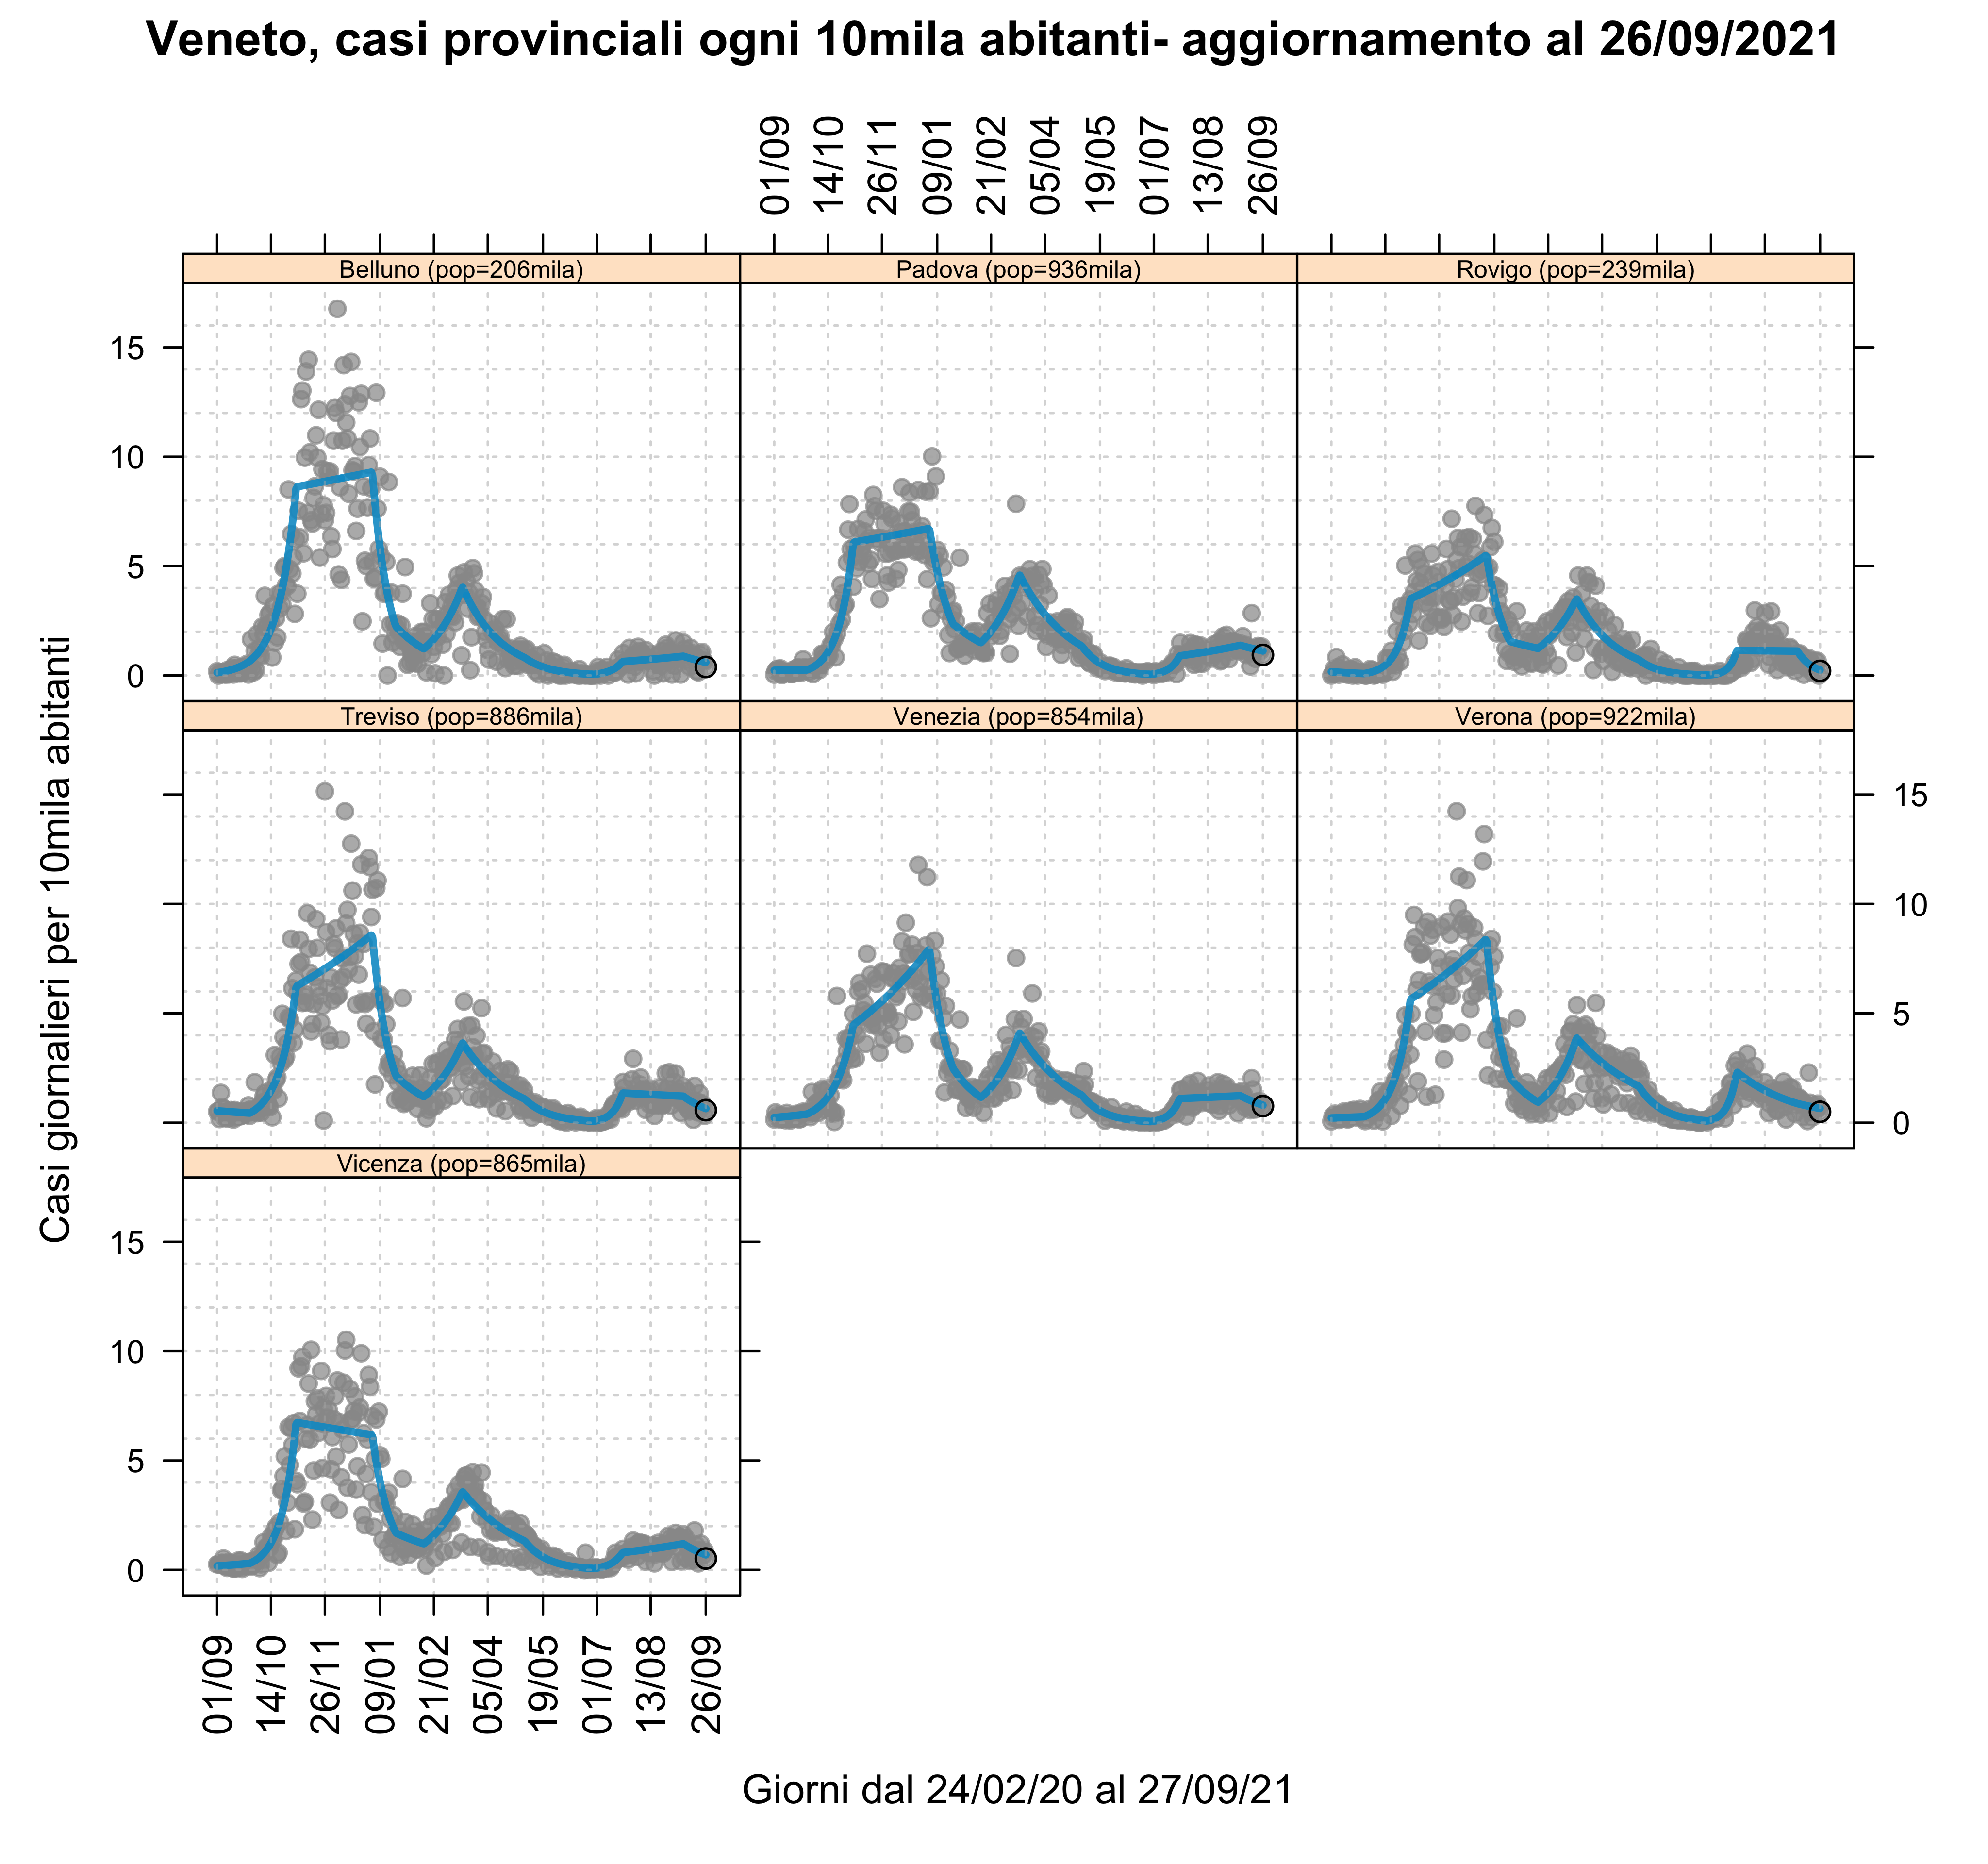 Veneto, casi provinciali ogni 10mila abitanti- aggiornamento al 26/09/2021
01/09 14/10 26/11 09/01 21/02 05/04 19/05 01/07 13/08 26/09
Belluno (pop=206mila) Padova (pop=936mila) Rovigo (pop=239mila)
15
10
5
0
Treviso (pop=886mila) Venezia (pop=854mila) Verona (pop=922mila)
15
10
5
0
Vicenza (pop=865mila)
15
10
5
0
Casi giornalieri per 10mila abitanti
01/09 14/10 26/11 09/01 21/02 05/04 19/05 01/07 13/08 26/09
Giorni dal 24/02/20 al 27/09/21